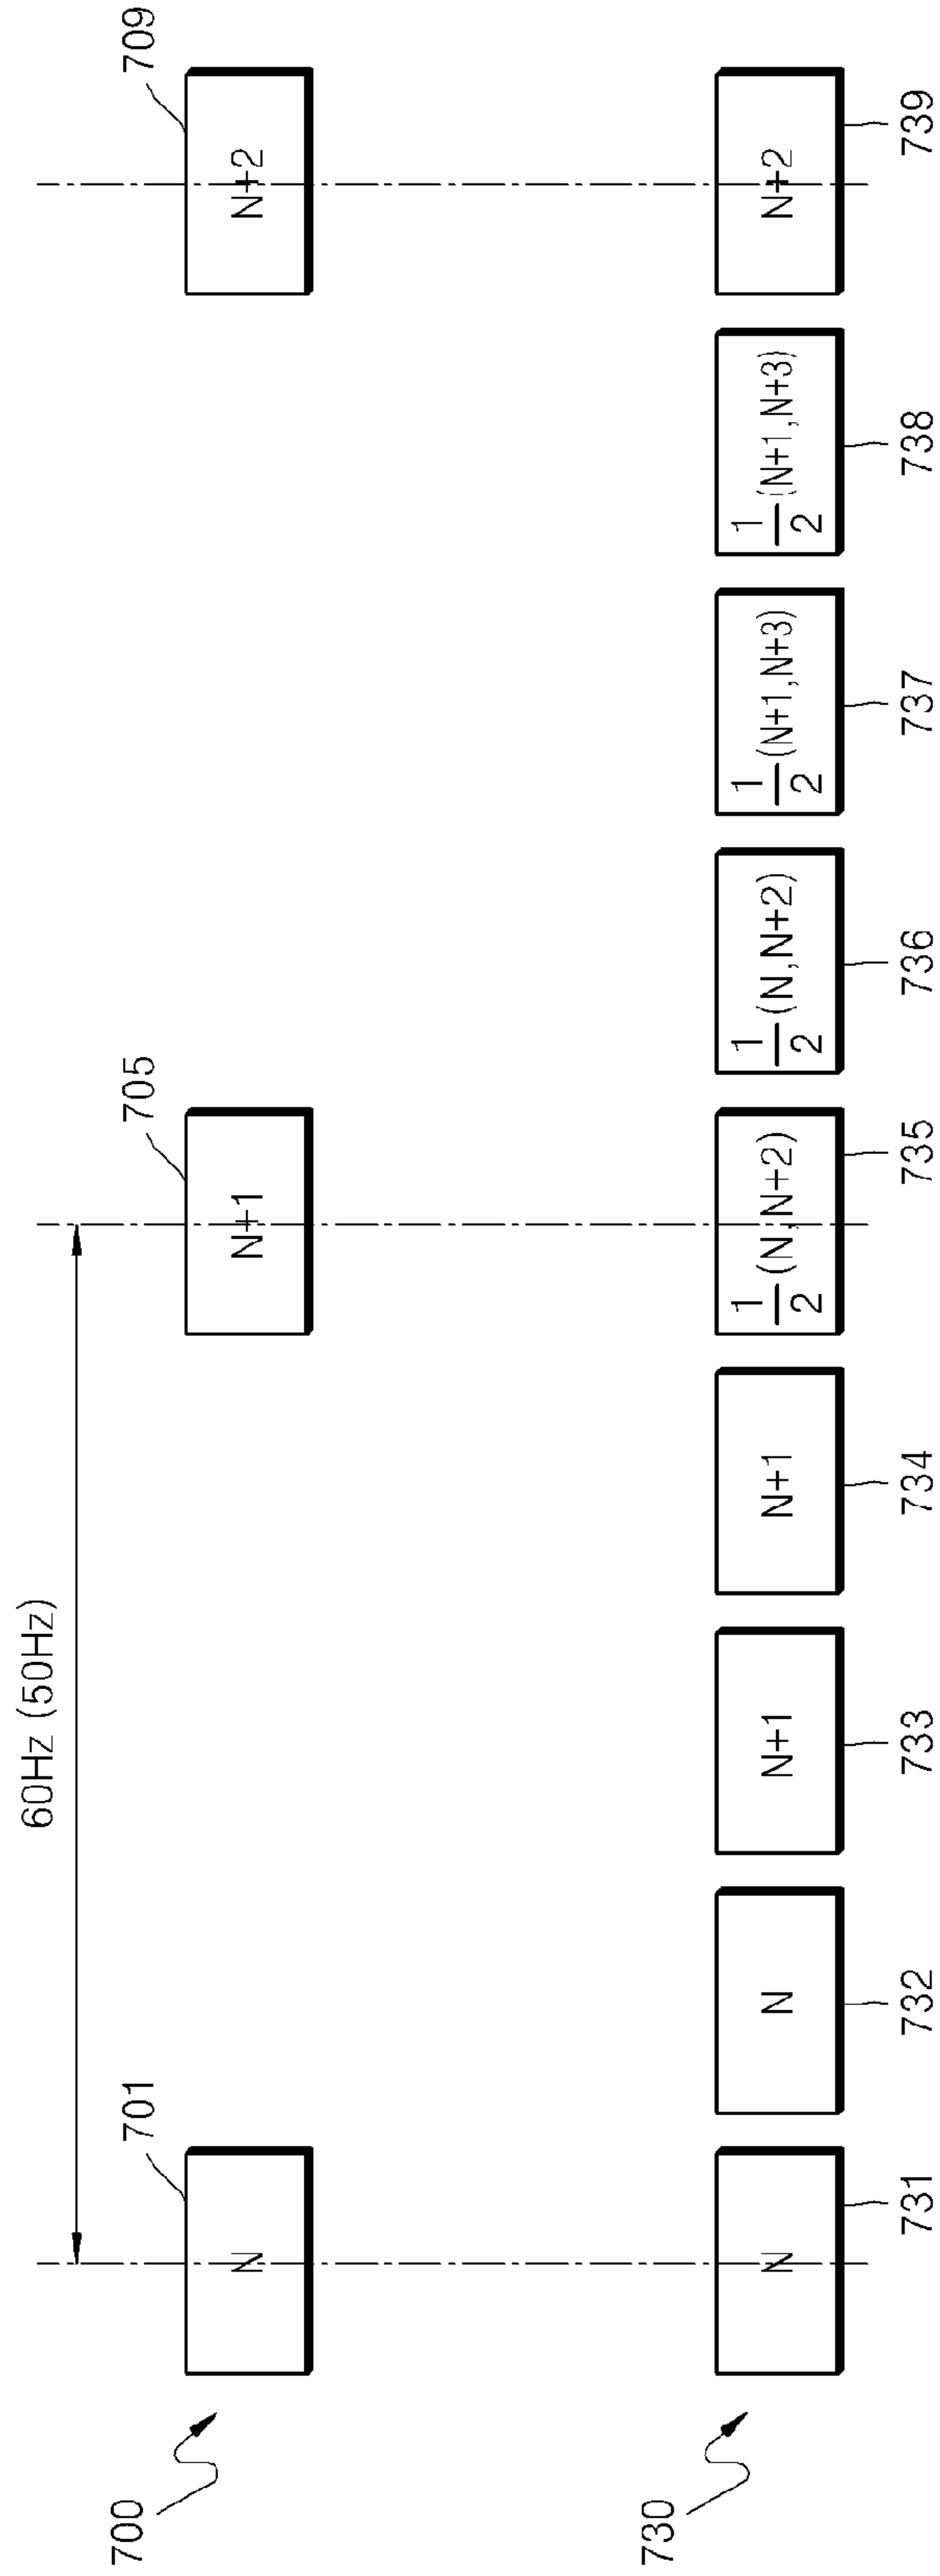 60Hz (50Hz)
700
701
N
705
N+1
709
N+2
730
N
N
N+1
N+1
1/2 (N,N+2)
1/2 (N,N+2)
1/2 (N+1,N+3)
1/2 (N+1,N+3)
N+2
731
732
733
734
735
736
737
738
739